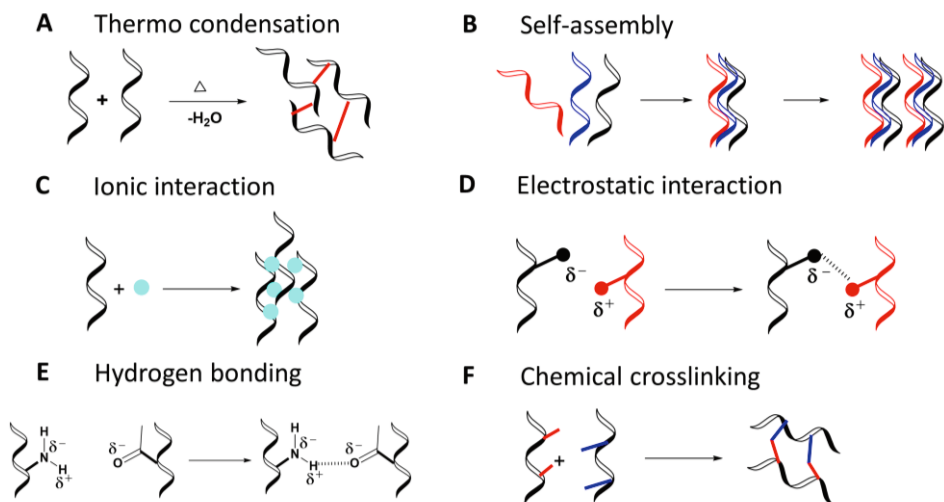 A Thermo condensation
+
△
-H₂O
B Self-assembly
C Ionic interaction
+
D Electrostatic interaction
δ⁻
δ⁺
δ⁻
δ⁺
E Hydrogen bonding
H
δ⁻
N
H
δ⁺
δ⁻
O
H
δ⁻
N
H
δ⁺
δ⁻
O
F Chemical crosslinking
+